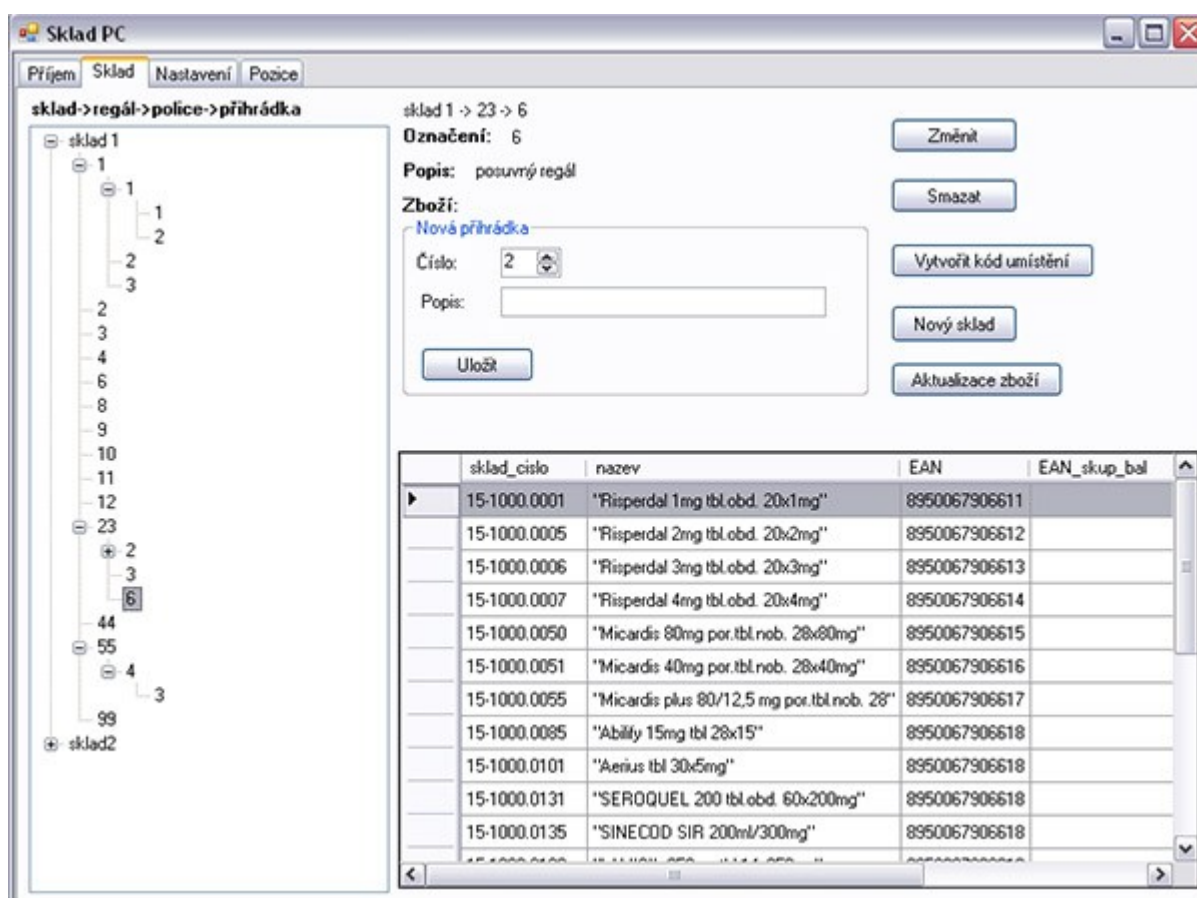 Sklad PC
Příjem Sklad Nastavení Pozice
sklad->regál->police->přihrádka
sklad 1
1
1
1
2
2
3
2
3
4
6
8
9
10
11
12
23
2
3
6
44
55
4
3
99
sklad2
sklad 1 -> 23 -> 6
Označení: 6
Popis: posuvný regál
Zboží:
Nová přihrádka
Číslo: 2
Popis:
Uložit
Změnit
Smazat
Vytvořit kód umístění
Nový sklad
Aktualizace zboží
sklad_cislo nazev EAN EAN_skup_bal
15-1000.0001 "Risperdal 1mg tbl.obd. 20x1mg" 8950067906611
15-1000.0005 "Risperdal 2mg tbl.obd. 20x2mg" 8950067906612
15-1000.0006 "Risperdal 3mg tbl.obd. 20x3mg" 8950067906613
15-1000.0007 "Risperdal 4mg tbl.obd. 20x4mg" 8950067906614
15-1000.0050 "Micardis 80mg por.tbl.nob. 28x80mg" 8950067906615
15-1000.0051 "Micardis 40mg por.tbl.nob. 28x40mg" 8950067906616
15-1000.0055 "Micardis plus 80/12,5 mg por.tbl.nob. 28" 8950067906617
15-1000.0085 "Abilify 15mg tbl 28x15" 8950067906618
15-1000.0101 "Aerius tbl 30x5mg" 8950067906618
15-1000.0131 "SEROQUEL 200 tbl.obd. 60x200mg" 8950067906618
15-1000.0135 "SINECOD SIR 200ml/300mg" 8950067906618